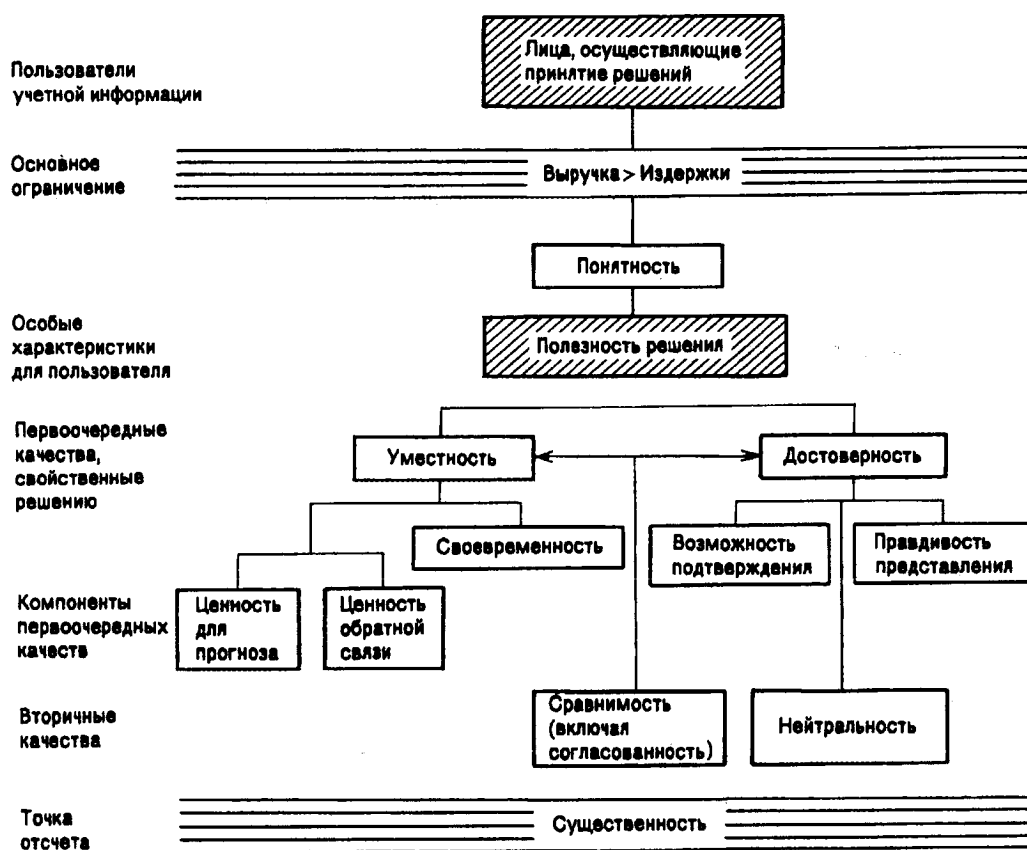 Лица, осуществляющие
принятие решений
Пользователи
учетной информации
Основное
ограничение
Выручка > Издержки
Понятность
Особые
характеристики
для пользователя
Полезность решения
Первоочередные
качества,
свойственные
решению
Уместность
Достоверность
Своевременность
Возможность
подтверждения
Правдивость
представления
Компоненты
первоочередных
качеств
Ценность
для
прогноза
Ценность
обратной
связи
Вторичные
качества
Сравнимость
(включая
согласованность)
Нейтральность
Точка
отсчета
Существенность